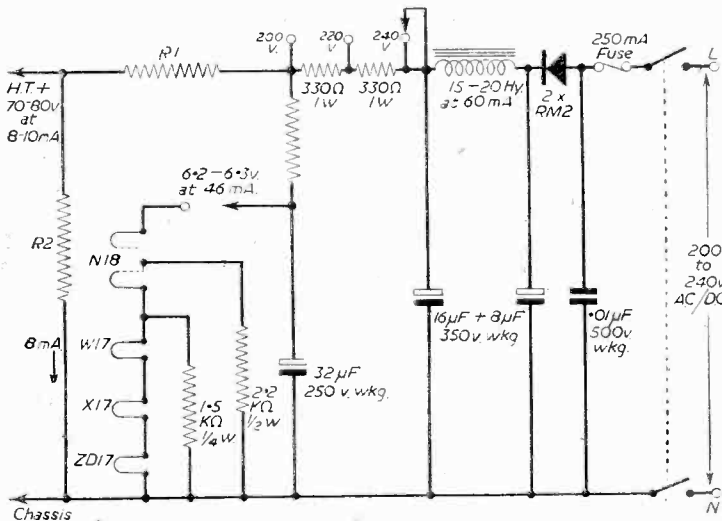 R1
200
V.
220
V
240
V
250 mA
Fuse
L
H.T.+
70-80v
at
8-10mA
330Ω
1W
330Ω
1W
15-20 Hy.
at 60mA
2 x
RM2
6·2-6·3v.
at 46 mA.
R2
N18
200
to
240v
AC/DC
8mA
W17
X17
ZD17
1·5
KΩ
¼W.
2·2
KΩ
½W
32µF
250 v. wkg.
16µF + 8µF
350v. wkg
·01µF
500v
wkg.
Chassis
N